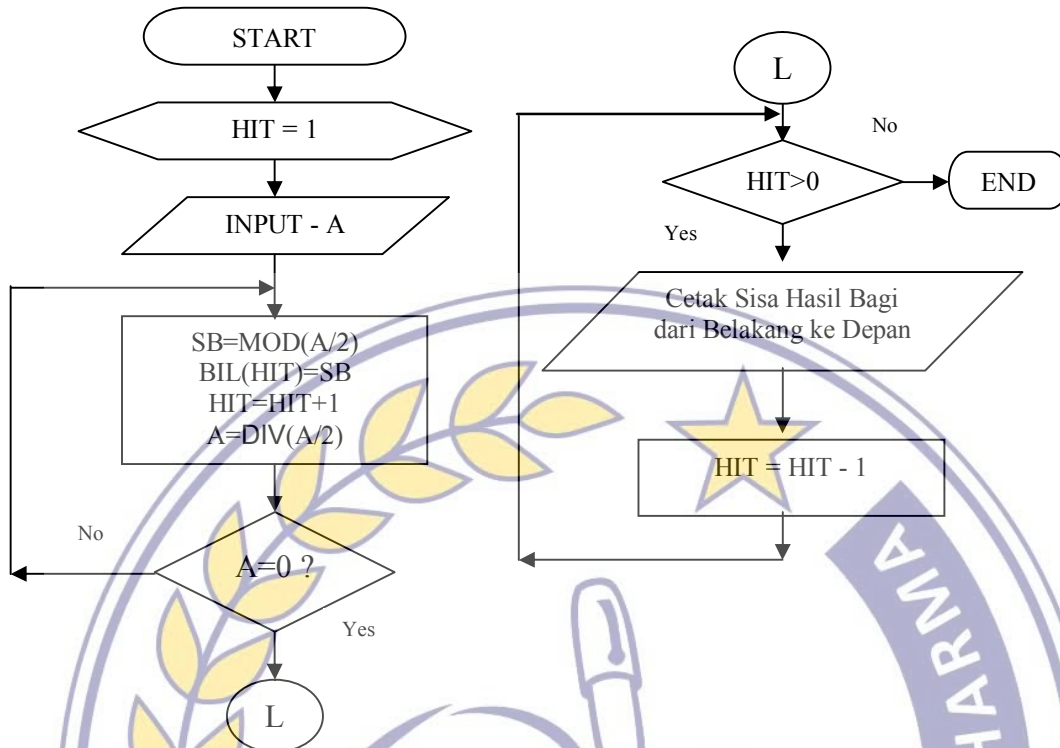 START
HIT = 1
INPUT - A
SB=MOD(A/2)
BIL(HIT)=SB
HIT=HIT+1
A=DIV(A/2)
No
A=0 ?
Yes
L
L
No
HIT>0
END
Yes
Cetak Sisa Hasil Bagi
dari Belakang ke Depan
HIT = HIT - 1
HARMA